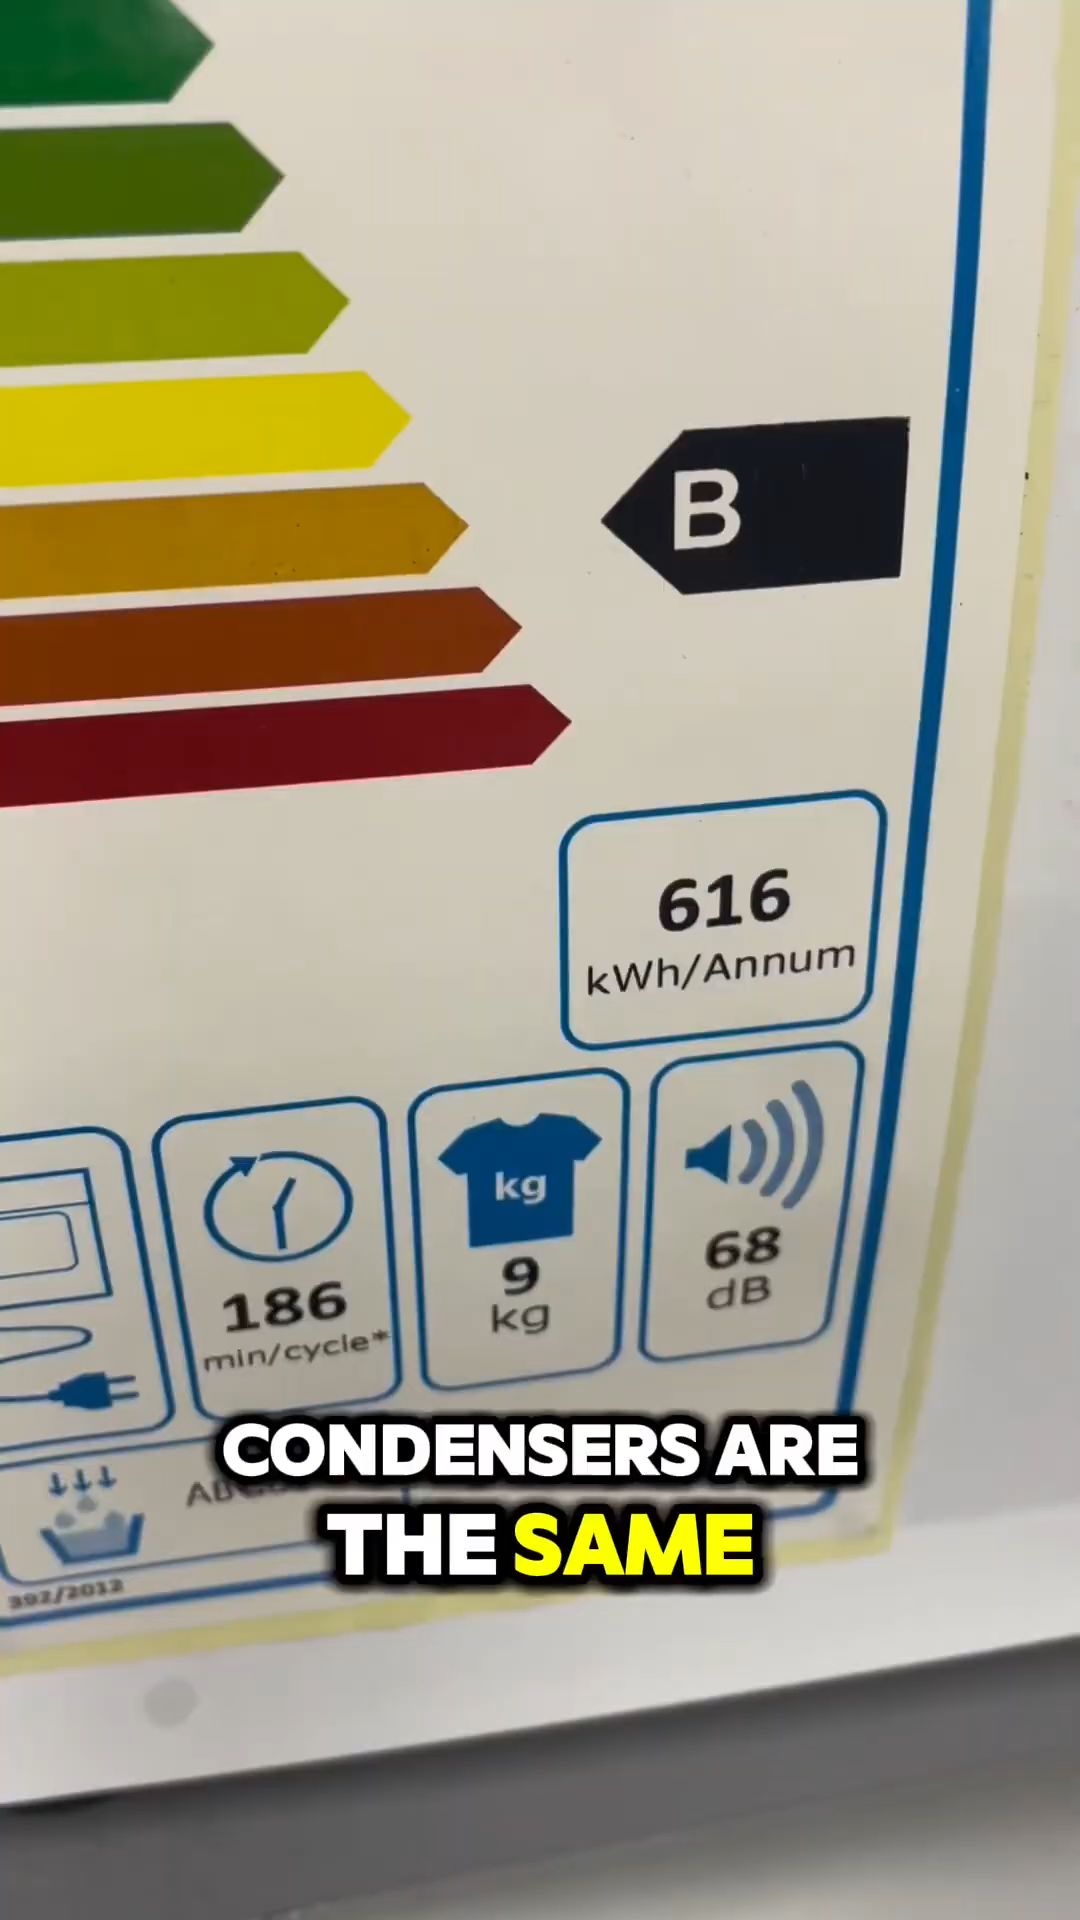 B
616
kWh/Annum
kg
186
min/cycle*
9
kg
68
dB
CONDENSERS ARE
THE SAME
392/2012